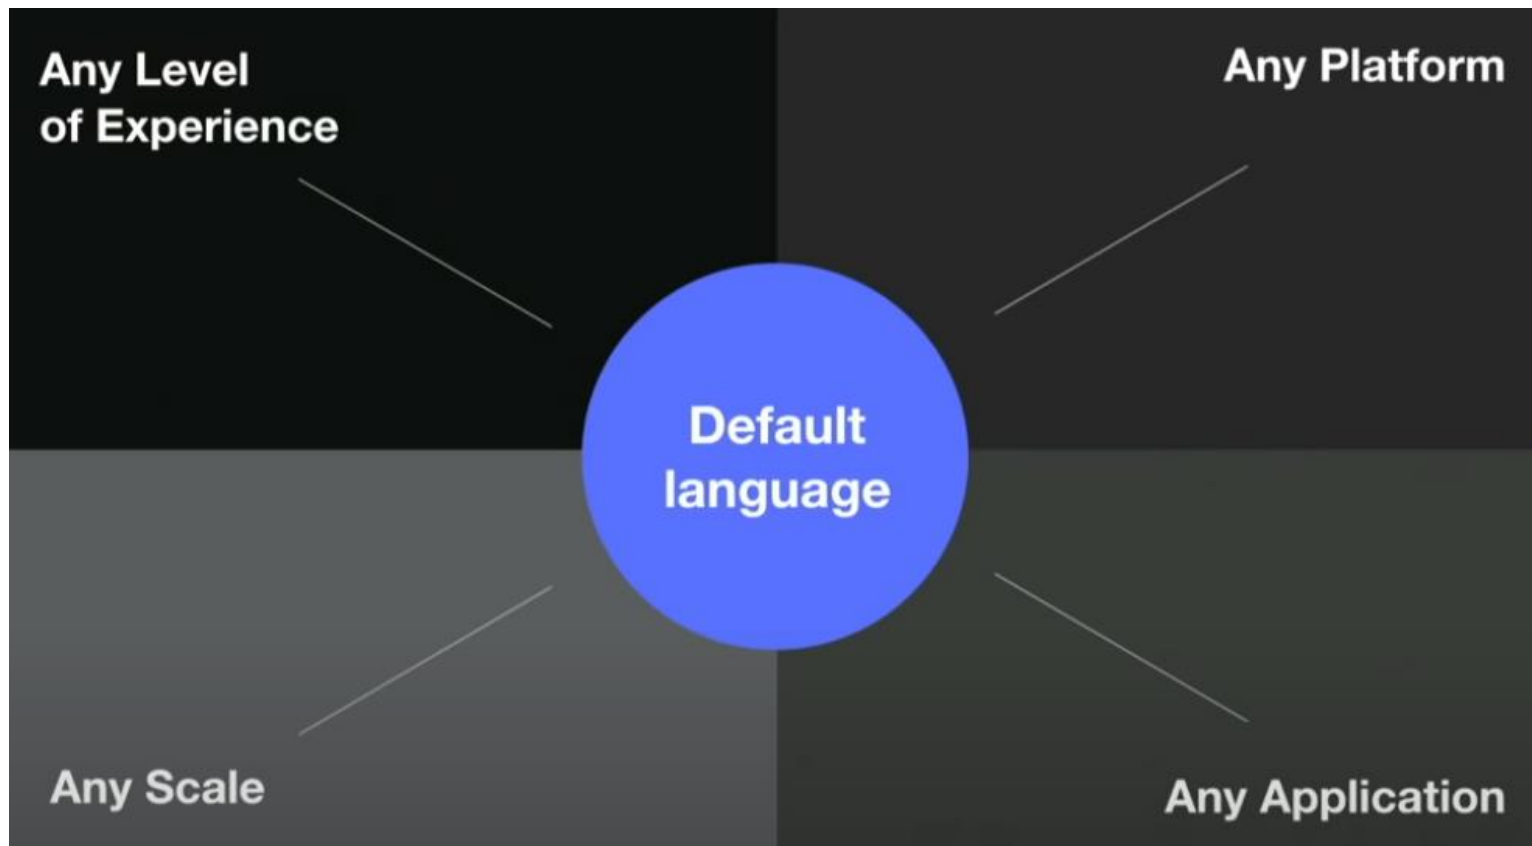 Any Level
of Experience
Any Platform
Default
language
Any Scale
Any Application